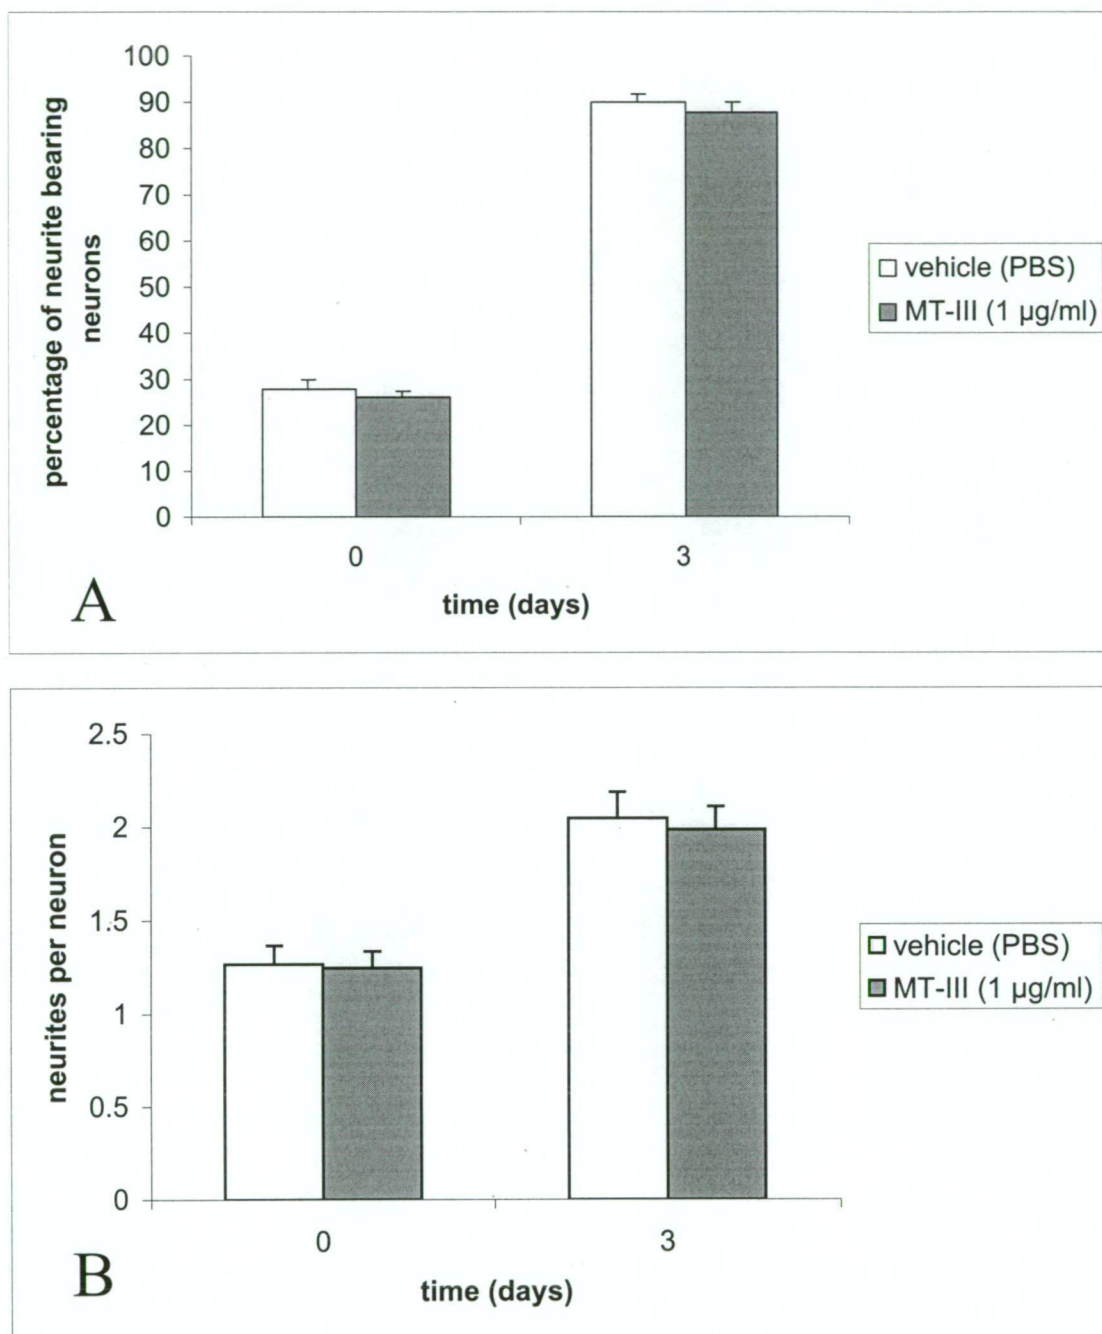 100
90
80
70
60
50
40
30
20
10
0
percentage of neurite bearing
neurons
0
3
time (days)
vehicle (PBS)
MT-III (1 µg/ml)
A
2.5
2
1.5
1
0.5
0
neurites per neuron
0
3
time (days)
vehicle (PBS)
MT-III (1 µg/ml)
B